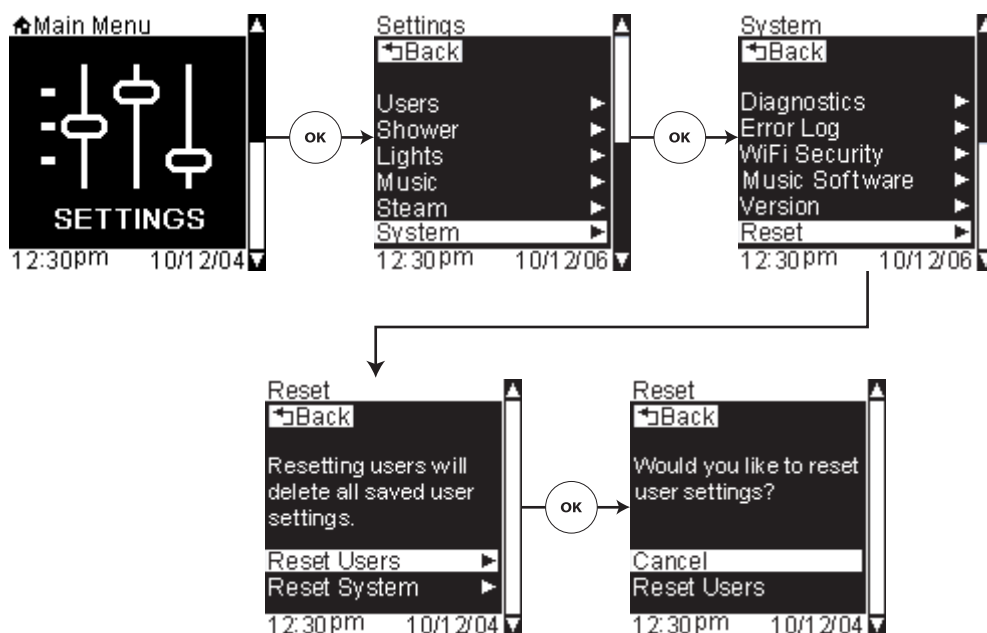 Main Menu
SETTINGS
12:30pm 10/12/04
OK
Settings
Back
Users
Shower
Lights
Music
Steam
System
12:30pm 10/12/06
OK
System
Back
Diagnostics
Error Log
WiFi Security
Music Software
Version
Reset
12:30pm 10/12/06
Reset
Back
Resetting users will
delete all saved user
settings.
Reset Users
Reset System
12:30pm 10/12/04
OK
Reset
Back
Would you like to reset
user settings?
Cancel
Reset Users
12:30pm 10/12/04